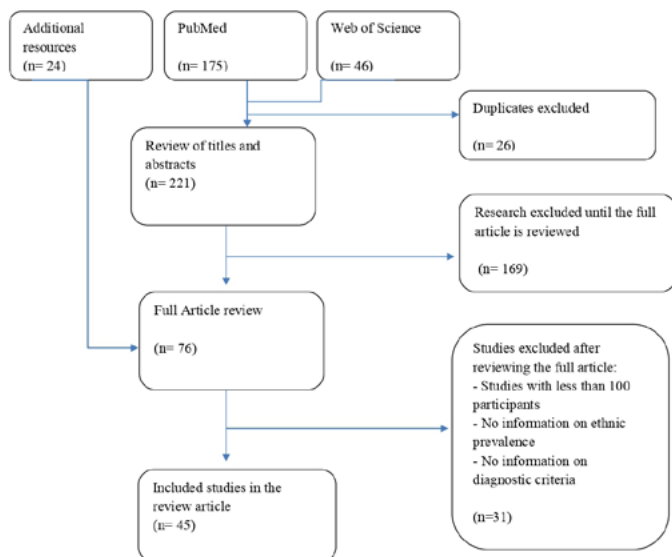 Additional
resources
(n= 24)
PubMed
(n= 175)
Web of Science
(n= 46)
Duplicates excluded
(n= 26)
Review of titles and
abstracts
(n= 221)
Research excluded until the full
article is reviewed
(n= 169)
Full Article review
(n= 76)
Studies excluded after
reviewing the full article:
- Studies with less than 100
participants
- No information on ethnic
prevalence
- No information on
diagnostic criteria
(n=31)
Included studies in the
review article
(n= 45)